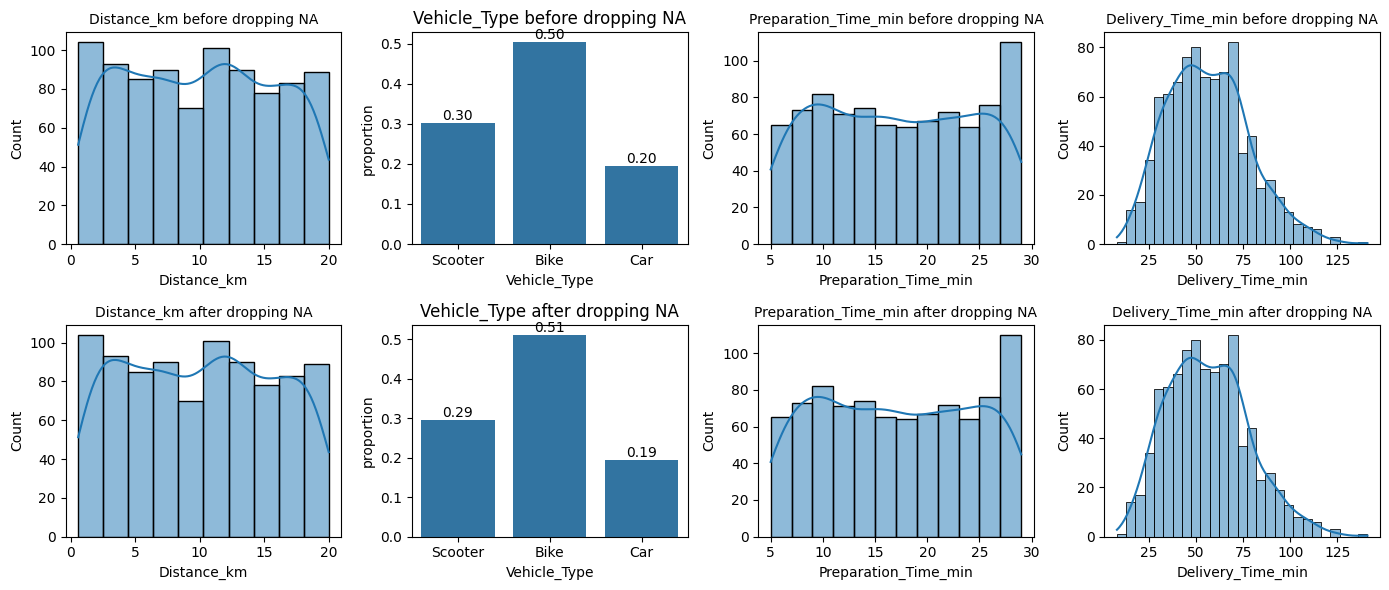 Distance_km before dropping NA
Count
100
80
60
40
20
0
0 5 10 15 20
Distance_km
Vehicle_Type before dropping NA
proportion
0.5
0.4
0.3
0.2
0.1
0.0
0.30
0.50
0.20
Scooter Bike Car
Vehicle_Type
Preparation_Time_min before dropping NA
Count
100
80
60
40
20
0
5 10 15 20 25 30
Preparation_Time_min
Delivery_Time_min before dropping NA
Count
80
60
40
20
0
25 50 75 100 125
Delivery_Time_min
Distance_km after dropping NA
Count
100
80
60
40
20
0
0 5 10 15 20
Distance_km
Vehicle_Type after dropping NA
proportion
0.5
0.4
0.3
0.2
0.1
0.0
0.29
0.51
0.19
Scooter Bike Car
Vehicle_Type
Preparation_Time_min after dropping NA
Count
100
80
60
40
20
0
5 10 15 20 25 30
Preparation_Time_min
Delivery_Time_min after dropping NA
Count
80
60
40
20
0
25 50 75 100 125
Delivery_Time_min